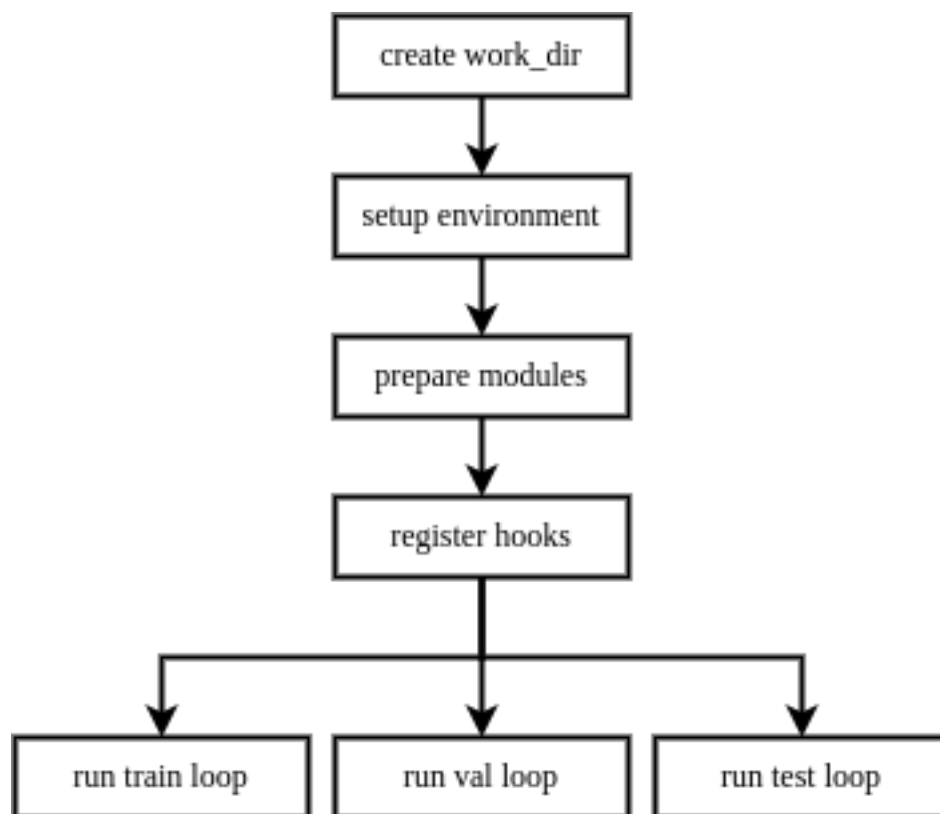 create work_dir
setup environment
prepare modules
register hooks
run train loop
run val loop
run test loop